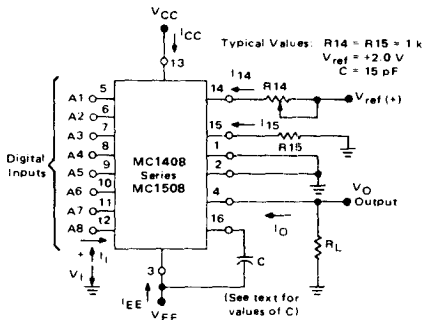 VCC
ICC
Typical Values: R14 = R15 = 1 k
Vref = +2.0 V
C = 15 pF
13
I14
A1 5
14
R14
Vref(+)
A2 6
I15
A3 7
15
R15
A4 8
1
Digital
Inputs
MC1408
Series
MC1508
A5 9
2
A6 10
4
VO
Output
A7 11
16
IO
A8 12
RL
+
II
VI
3
C
IEE
VEE
(See text for
values of C)